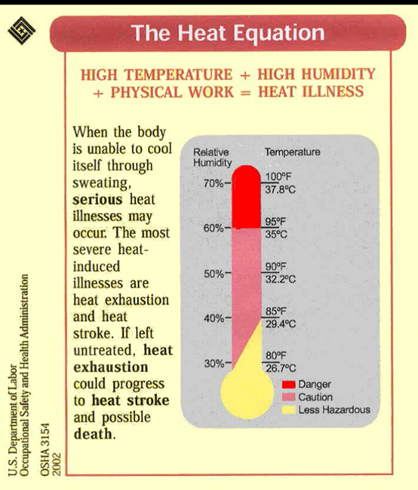 The Heat Equation
HIGH TEMPERATURE + HIGH HUMIDITY
+ PHYSICAL WORK = HEAT ILLNESS
When the body
is unable to cool
itself through
sweating,
serious heat
illnesses may
occur. The most
severe heat-
induced
illnesses are
heat exhaustion
and heat
stroke. If left
untreated, heat
exhaustion
could progress
to heat stroke
and possible
death.
Relative
Humidity
Temperature
70%
100°F
37.8°C
60%
95°F
35°C
50%
90°F
32.2°C
40%
85°F
29.4°C
30%
80°F
26.7°C
Danger
Caution
Less Hazardous
U.S. Department of Labor
Occupational Safety and Health Administration
OSHA 3154
2002